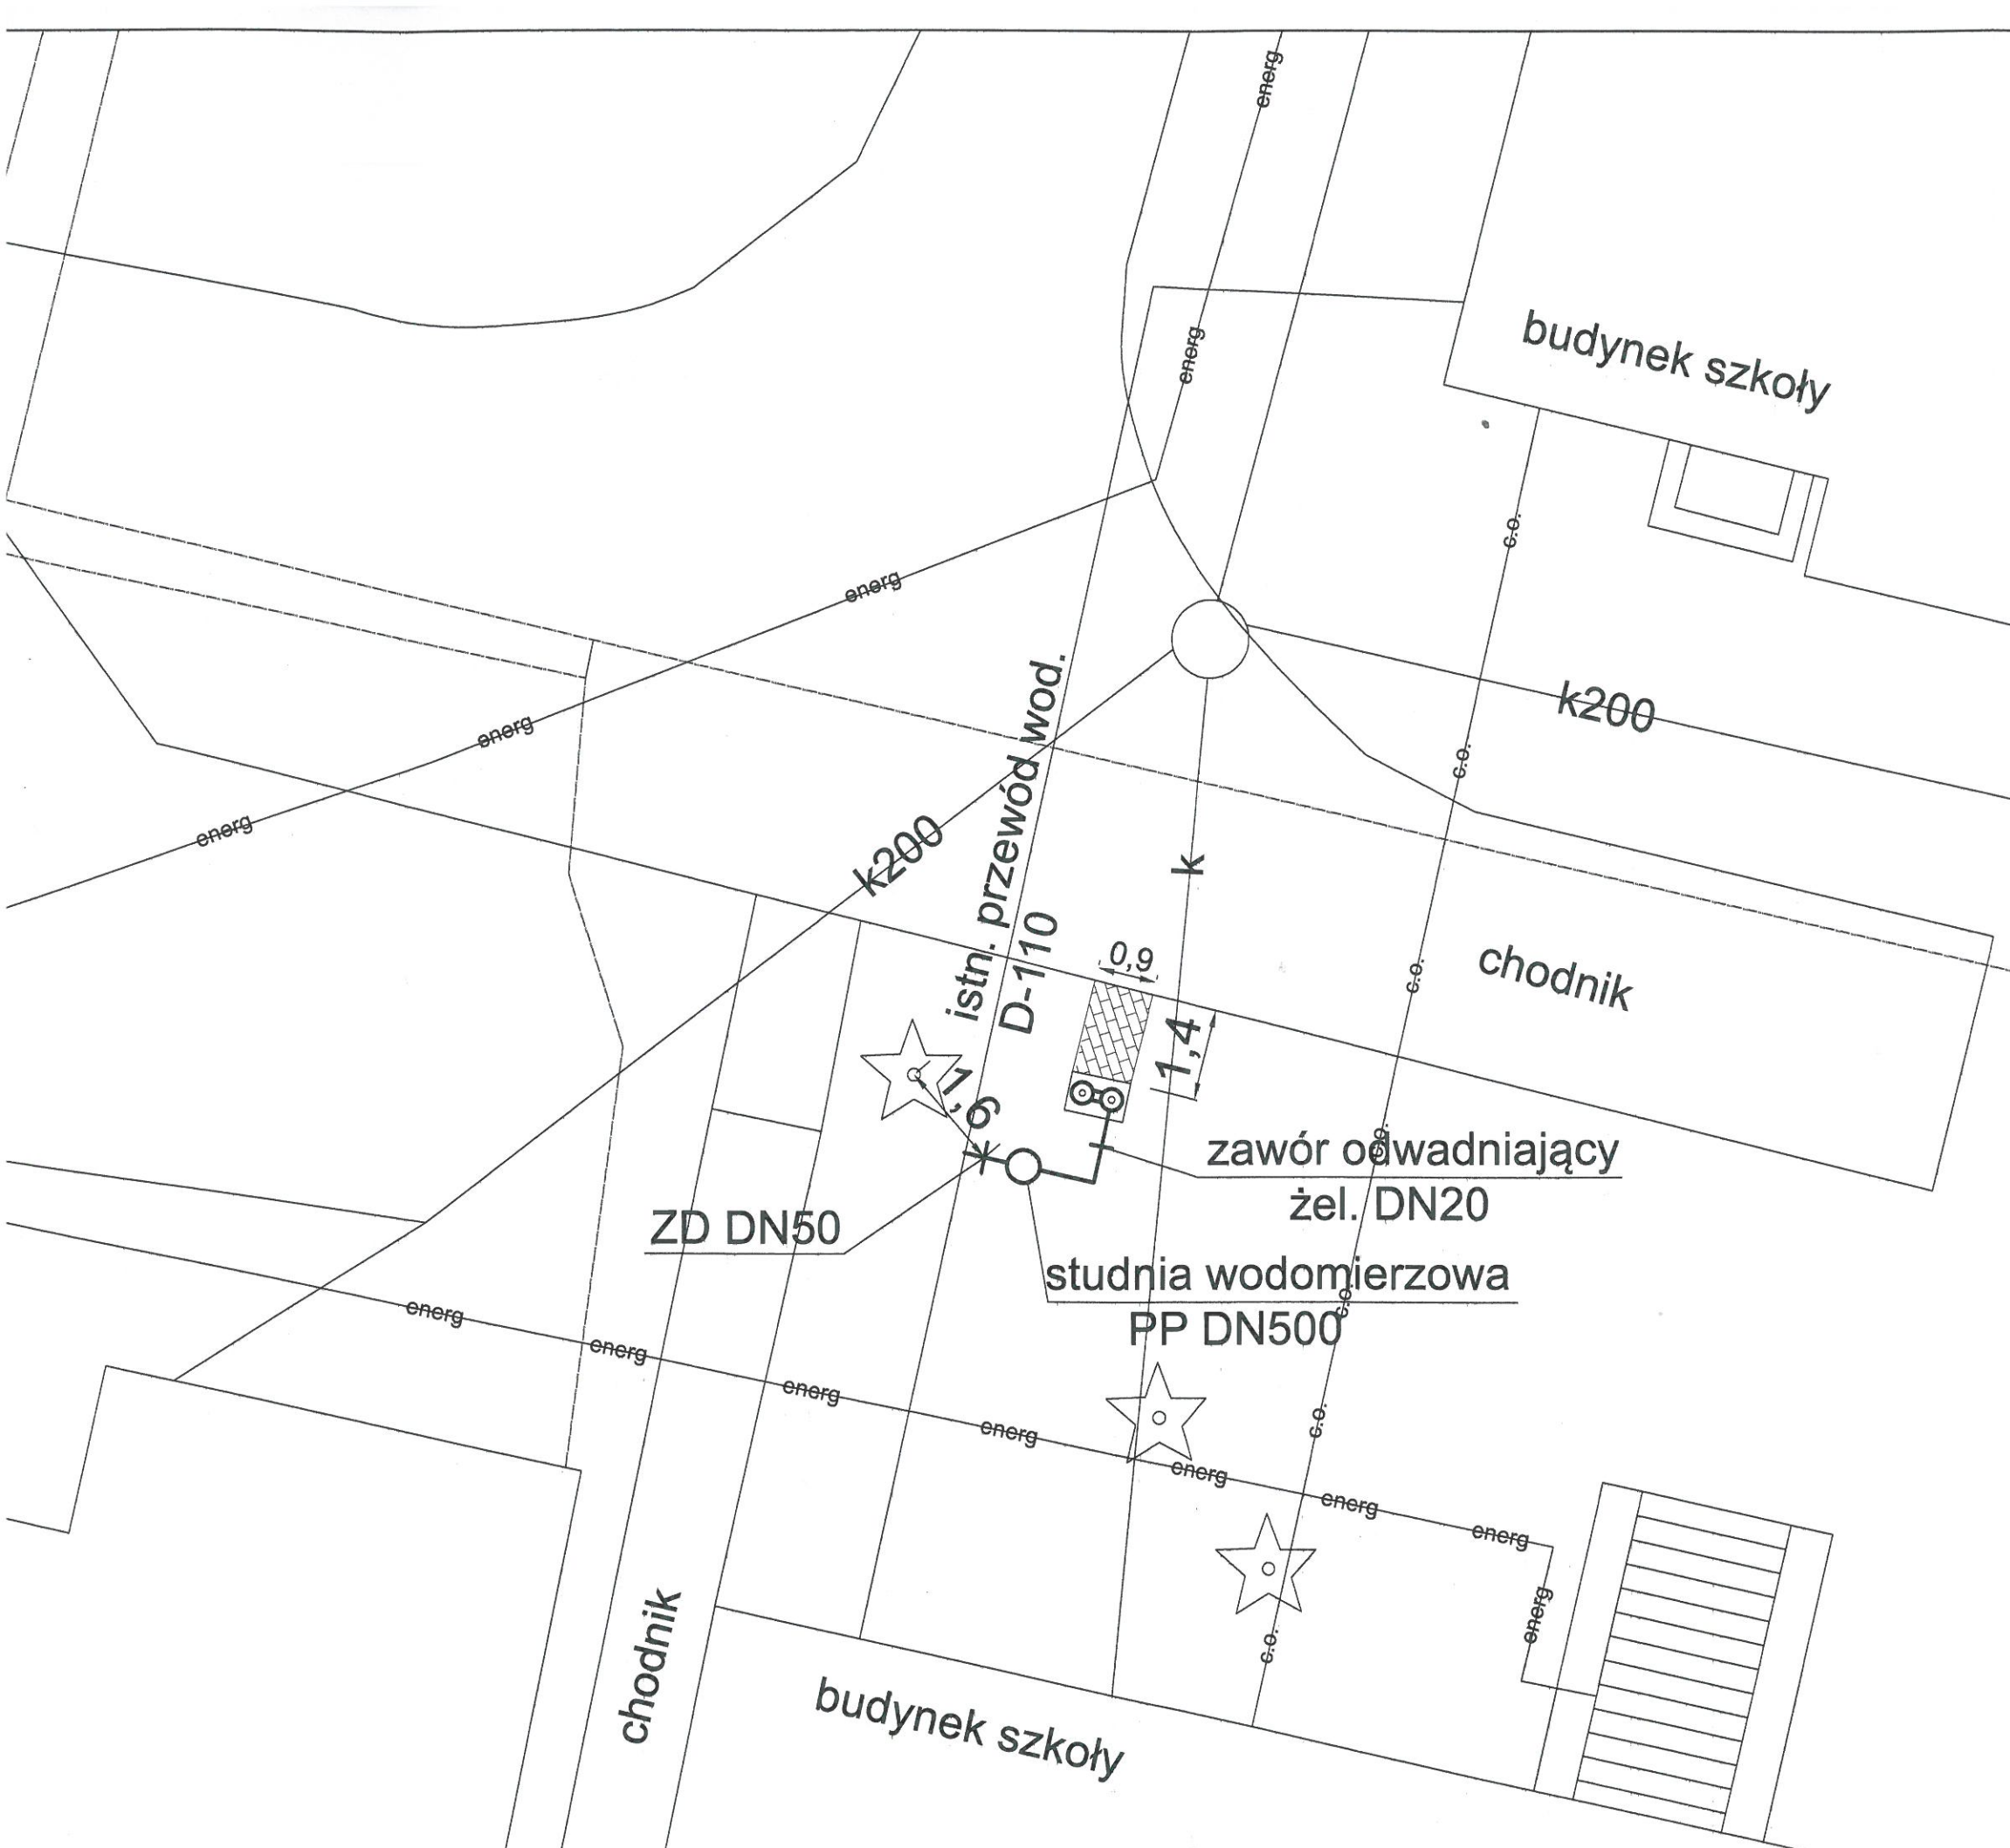 energ
energ
budynek szkoły
c.o.
energ
k200
energ
c.o.
energ
k200
istn. przewód wod.
D-110
k
0,9
chodnik
c.o.
1,4
1,6
c.o.
zawór odwadniający
żel. DN20
ZD DN50
studnia wodomierzowa
PP DN500
c.o.
energ
energ
energ
energ
c.o.
energ
energ
energ
energ
c.o.
chodnik
budynek szkoły